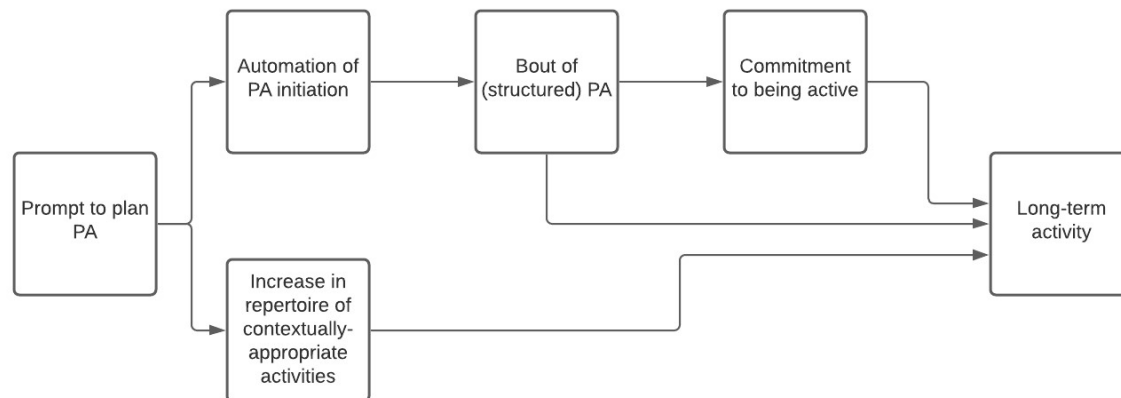 Automation of
PA initiation
Bout of
(structured) PA
Commitment
to being active
Prompt to plan
PA
Long-term
activity
Increase in
repertoire of
contextually-
appropriate
activities